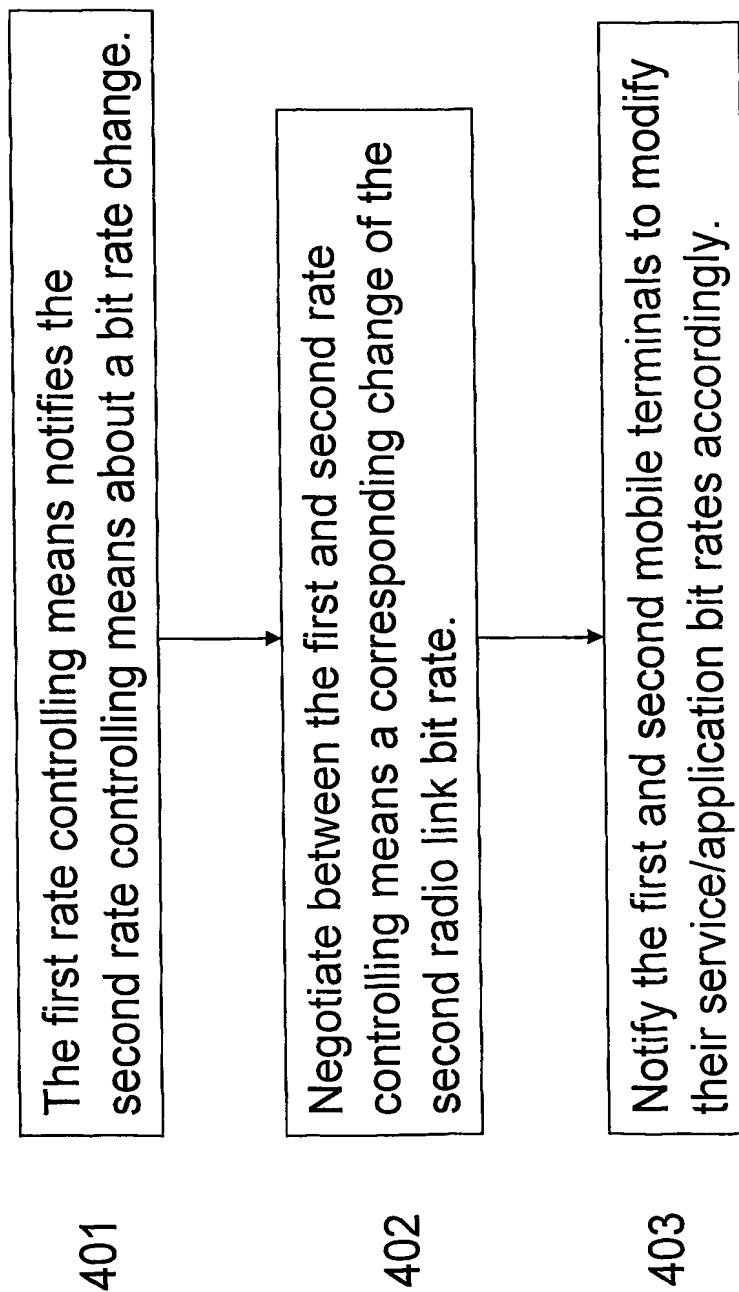 401
The first rate controlling means notifies the
second rate controlling means about a bit rate change.
402
Negotiate between the first and second rate
controlling means a corresponding change of the
second radio link bit rate.
403
Notify the first and second mobile terminals to modify
their service/application bit rates accordingly.